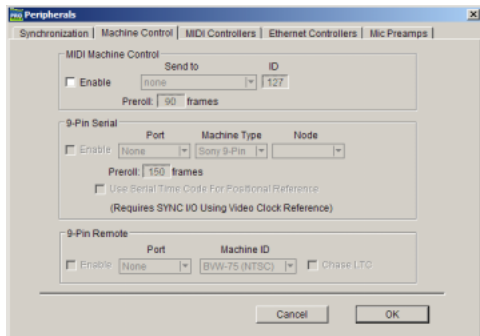 PRO Peripherals
Synchronization | Machine Control | MIDI Controllers | Ethernet Controllers | Mic Preamps
MIDI Machine Control
Send to ID
Enable none 127
Preroll: 90 frames
9-Pin Serial
Port Machine Type Node
Enable None Sony 9-Pin
Preroll: 150 frames
Use Serial Time Code For Positional Reference
(Requires SYNC I/O Using Video Clock Reference)
9-Pin Remote
Port Machine ID
Enable None BVW-75 (NTSC) Chase LTC
Cancel OK